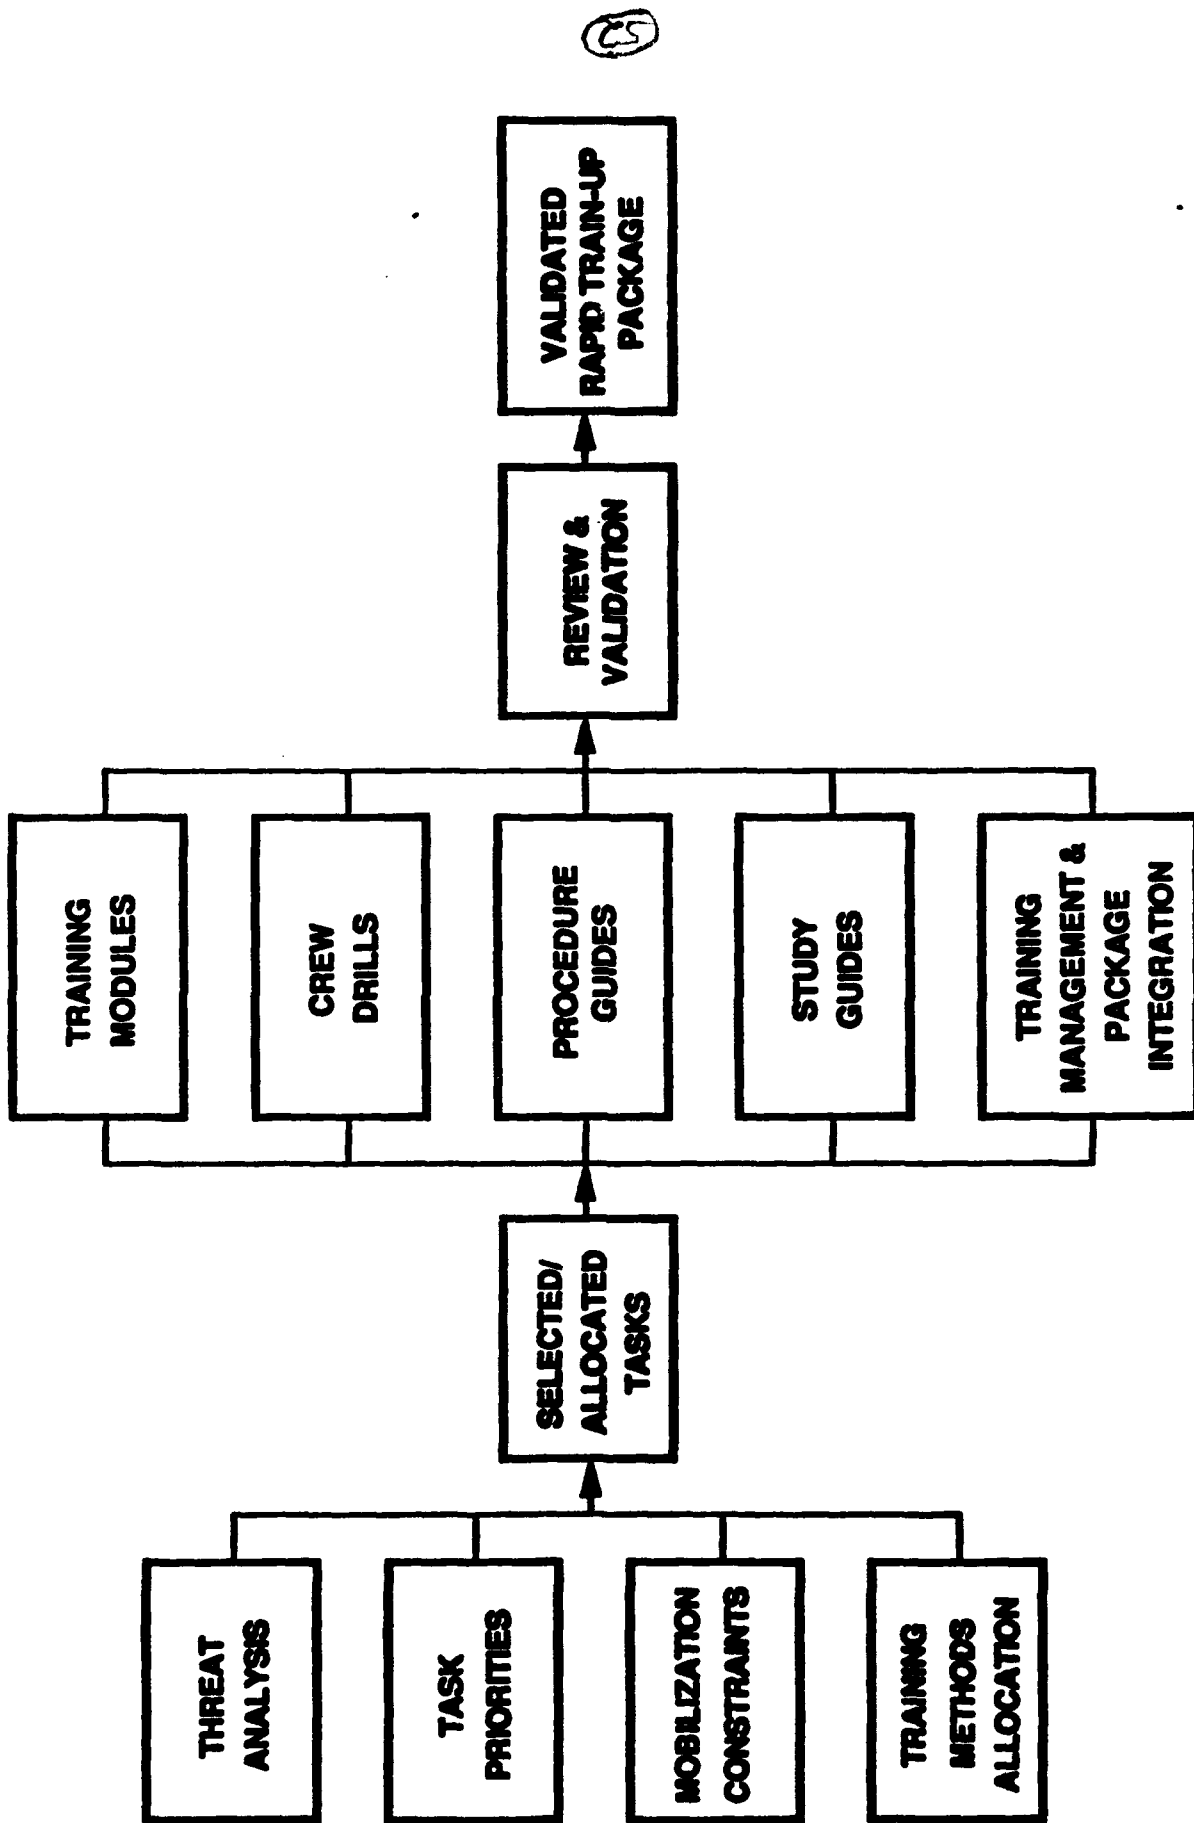 THREAT
ANALYSIS
TASK
PRIORITIES
MOBILIZATION
CONSTRAINTS
TRAINING
METHODS
ALLOCATION
SELECTED/
ALLOCATED
TASKS
TRAINING
MODULES
CREW
DRILLS
PROCEDURE
GUIDES
STUDY
GUIDES
TRAINING
MANAGEMENT &
PACKAGE
INTEGRATION
REVIEW &
VALIDATION
VALIDATED
RAPID TRAIN-UP
PACKAGE